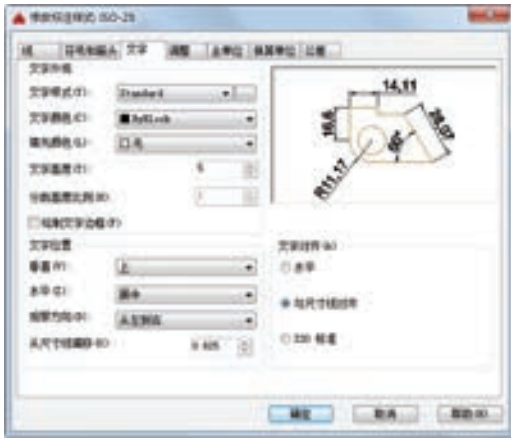 修改标注样式: ISO-25
线 符号和箭头 文字 调整 主单位 换算单位 公差
文字外观
文字样式(Y): Standard ...
文字颜色(C): ByBlock
填充颜色(L): 无
文字高度(T): 5
分数高度比例(H): 1
绘制文字边框(F)
14,11
16,6
28,07
60°
R11,17
文字位置
垂直(V): 上
水平(Z): 居中
观察方向(D): 从左到右
从尺寸线偏移(O): 0.625
文字对齐(A)
水平
与尺寸线对齐
ISO 标准
确定 取消 帮助(H)